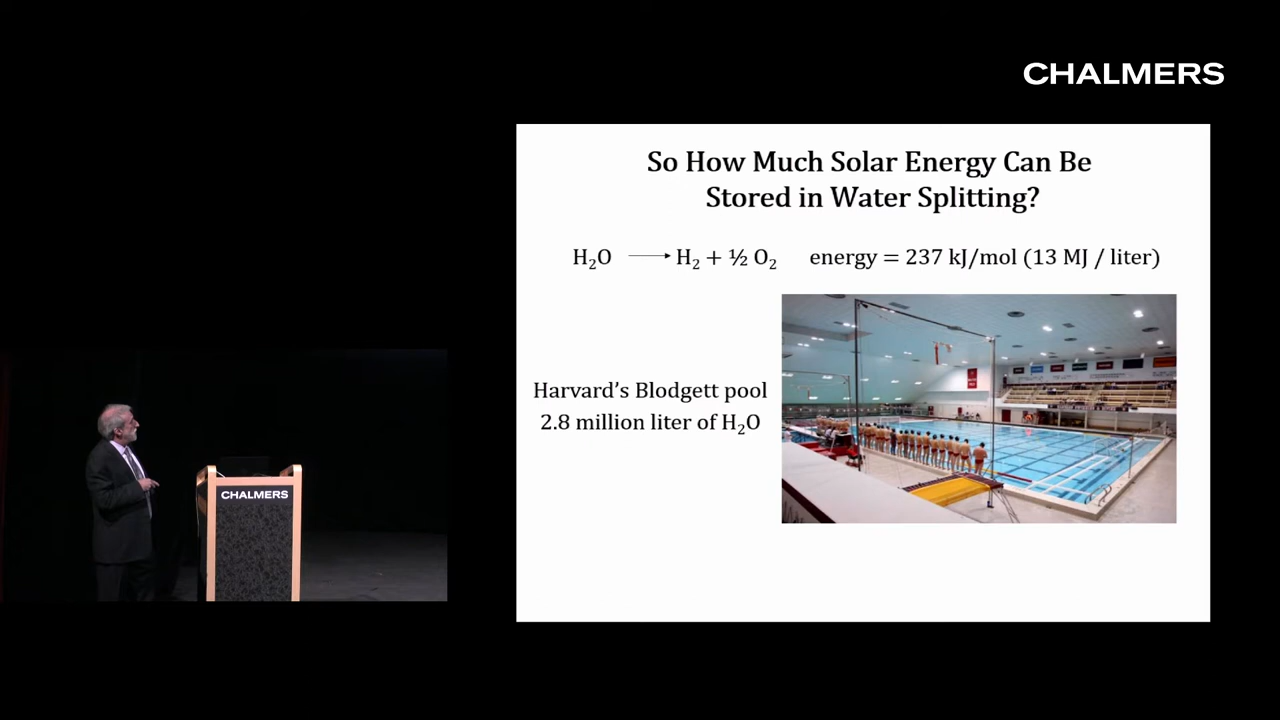 CHALMERS
So How Much Solar Energy Can Be
Stored in Water Splitting?
H₂O ⟶ H₂ + ½ O₂ energy = 237 kJ/mol (13 MJ / liter)
Harvard's Blodgett pool
2.8 million liter of H₂O
CHALMERS